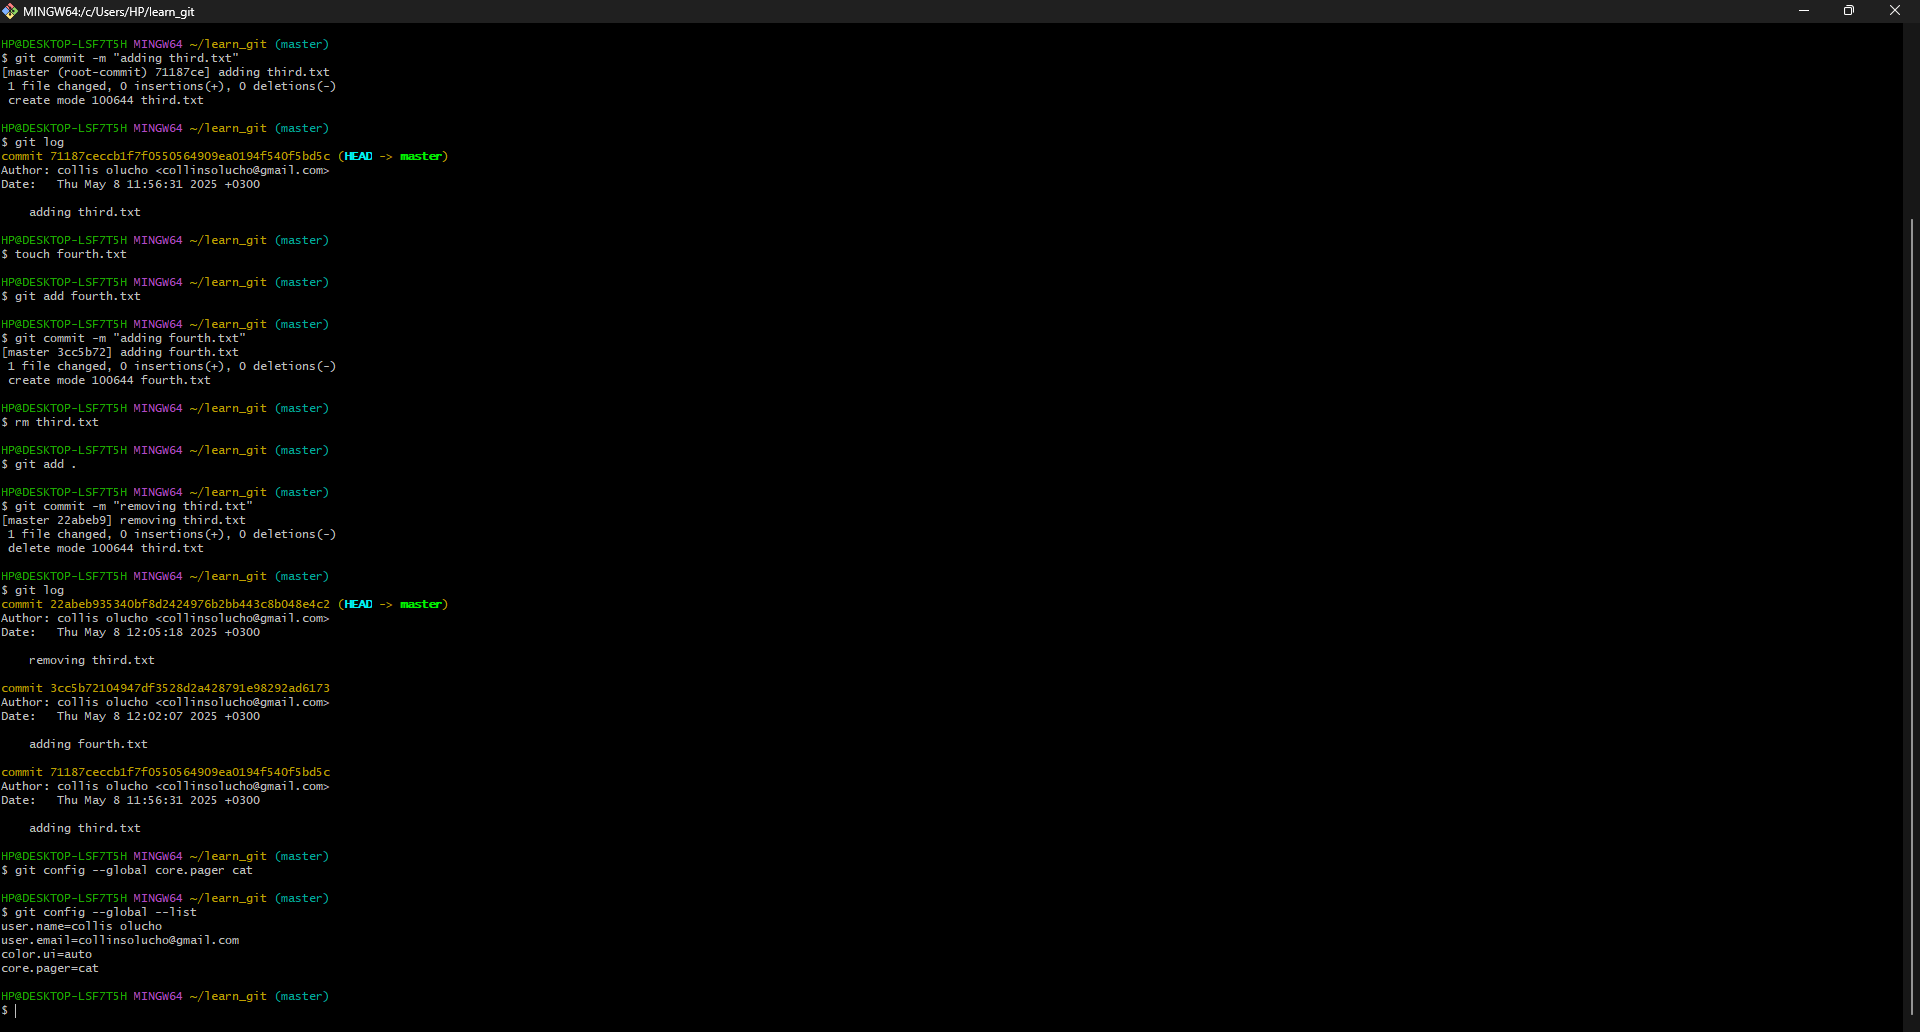 MINGW64:/c/Users/HP/learn_git
HP@DESKTOP-LSF7T5H MINGW64 ~/learn_git (master)
$ git commit -m "adding third.txt"
[master (root-commit) 71187ce] adding third.txt
 1 file changed, 0 insertions(+), 0 deletions(-)
 create mode 100644 third.txt

HP@DESKTOP-LSF7T5H MINGW64 ~/learn_git (master)
$ git log
commit 71187ceccb1f7f0550564909ea0194f540f5bd5c (HEAD -> master)
Author: collis olucho <collinsolucho@gmail.com>
Date:   Thu May 8 11:56:31 2025 +0300

    adding third.txt

HP@DESKTOP-LSF7T5H MINGW64 ~/learn_git (master)
$ touch fourth.txt

HP@DESKTOP-LSF7T5H MINGW64 ~/learn_git (master)
$ git add fourth.txt

HP@DESKTOP-LSF7T5H MINGW64 ~/learn_git (master)
$ git commit -m "adding fourth.txt"
[master 3cc5b72] adding fourth.txt
 1 file changed, 0 insertions(+), 0 deletions(-)
 create mode 100644 fourth.txt

HP@DESKTOP-LSF7T5H MINGW64 ~/learn_git (master)
$ rm third.txt

HP@DESKTOP-LSF7T5H MINGW64 ~/learn_git (master)
$ git add .

HP@DESKTOP-LSF7T5H MINGW64 ~/learn_git (master)
$ git commit -m "removing third.txt"
[master 22abeb9] removing third.txt
 1 file changed, 0 insertions(+), 0 deletions(-)
 delete mode 100644 third.txt

HP@DESKTOP-LSF7T5H MINGW64 ~/learn_git (master)
$ git log
commit 22abeb935340bf8d2424976b2bb443c8b048e4c2 (HEAD -> master)
Author: collis olucho <collinsolucho@gmail.com>
Date:   Thu May 8 12:05:18 2025 +0300

    removing third.txt

commit 3cc5b72104947df3528d2a428791e98292ad6173
Author: collis olucho <collinsolucho@gmail.com>
Date:   Thu May 8 12:02:07 2025 +0300

    adding fourth.txt

commit 71187ceccb1f7f0550564909ea0194f540f5bd5c
Author: collis olucho <collinsolucho@gmail.com>
Date:   Thu May 8 11:56:31 2025 +0300

    adding third.txt

HP@DESKTOP-LSF7T5H MINGW64 ~/learn_git (master)
$ git config --global core.pager cat

HP@DESKTOP-LSF7T5H MINGW64 ~/learn_git (master)
$ git config --global --list
user.name=collis olucho
user.email=collinsolucho@gmail.com
color.ui=auto
core.pager=cat

HP@DESKTOP-LSF7T5H MINGW64 ~/learn_git (master)
$